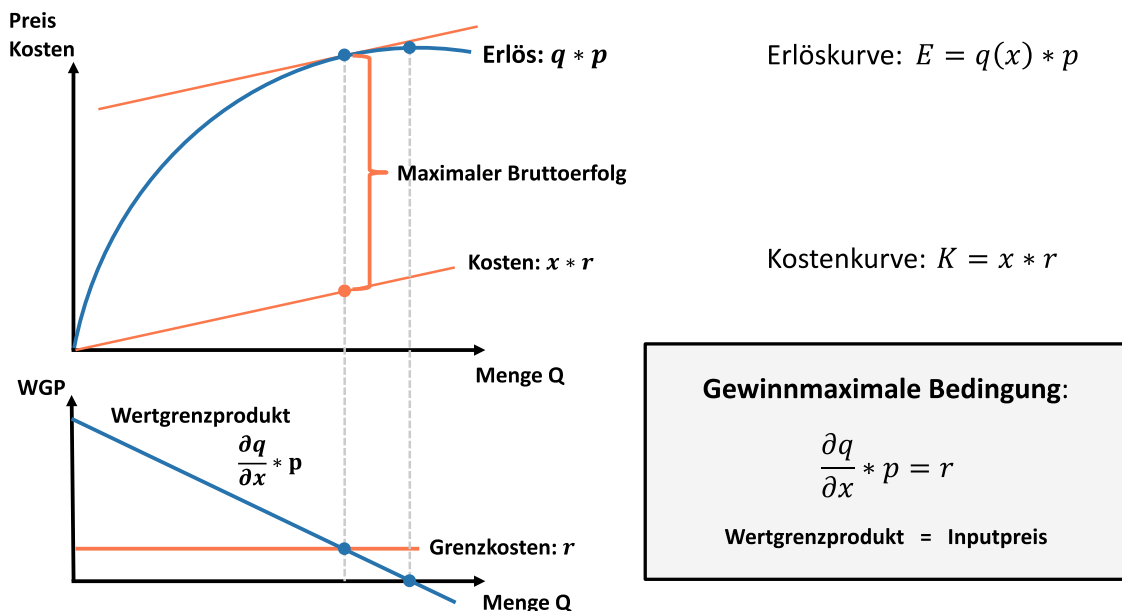 Preis
Kosten
Erlös: q * p
Erlöskurve: E = q(x) * p
Maximaler Bruttoerfolg
Kosten: x * r
Kostenkurve: K = x * r
Menge Q
WGP
Wertgrenzprodukt
∂q/∂x * p
Grenzkosten: r
Menge Q
Gewinnmaximale Bedingung:
∂q/∂x * p = r
Wertgrenzprodukt = Inputpreis